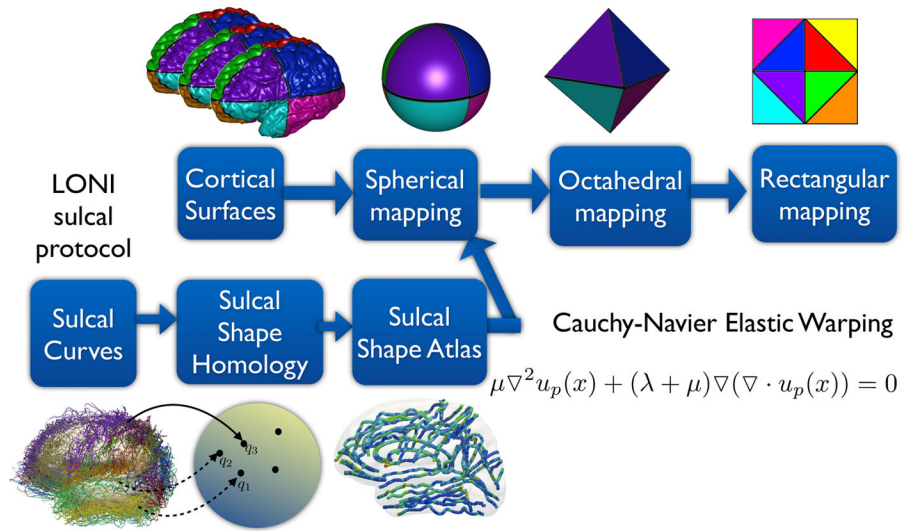 LONI
sulcal
protocol
Cortical
Surfaces
Spherical
mapping
Octahedral
mapping
Rectangular
mapping
Sulcal
Curves
Sulcal
Shape
Homology
Sulcal
Shape Atlas
Cauchy-Navier Elastic Warping
μ∇²u_p(x) + (λ + μ)∇(∇ · u_p(x)) = 0
q₃
q₂
q₁